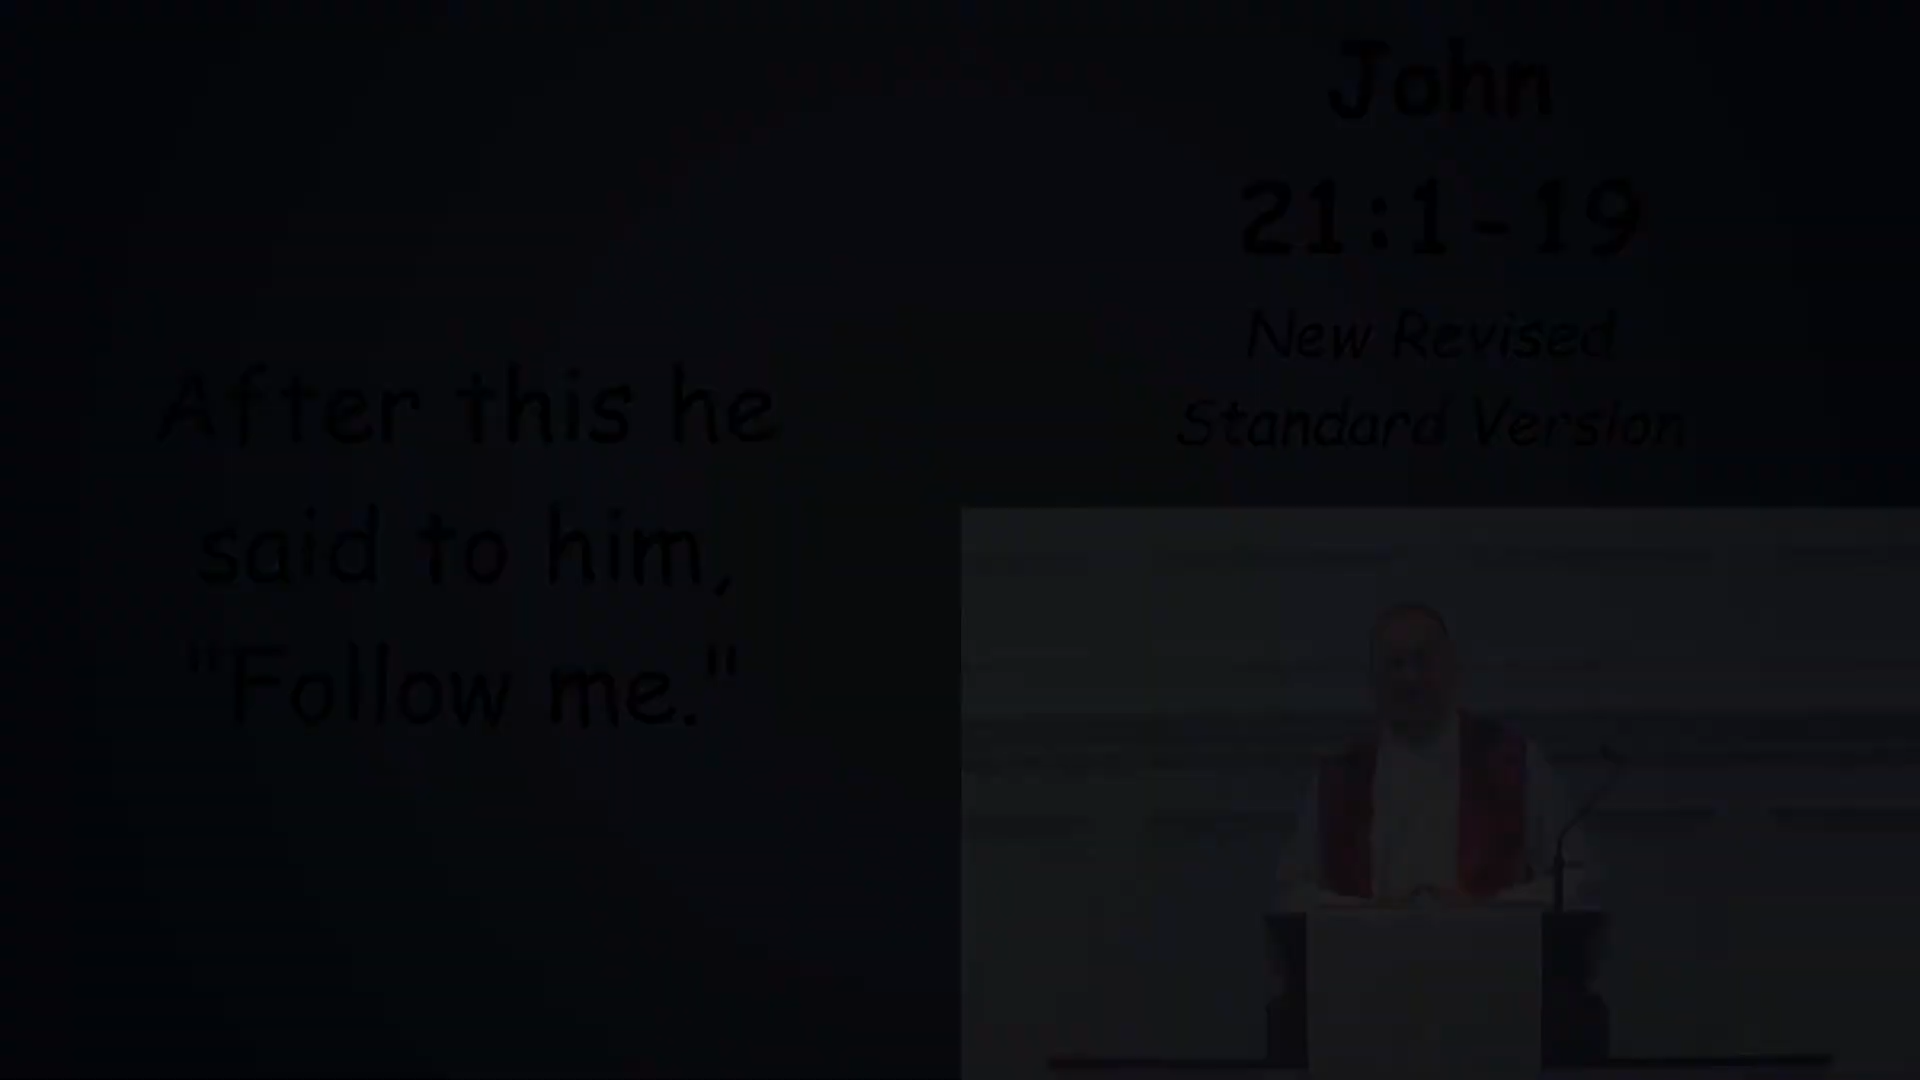 After this he
said to him,
"Follow me."
John
21:1-19
New Revised
Standard Version